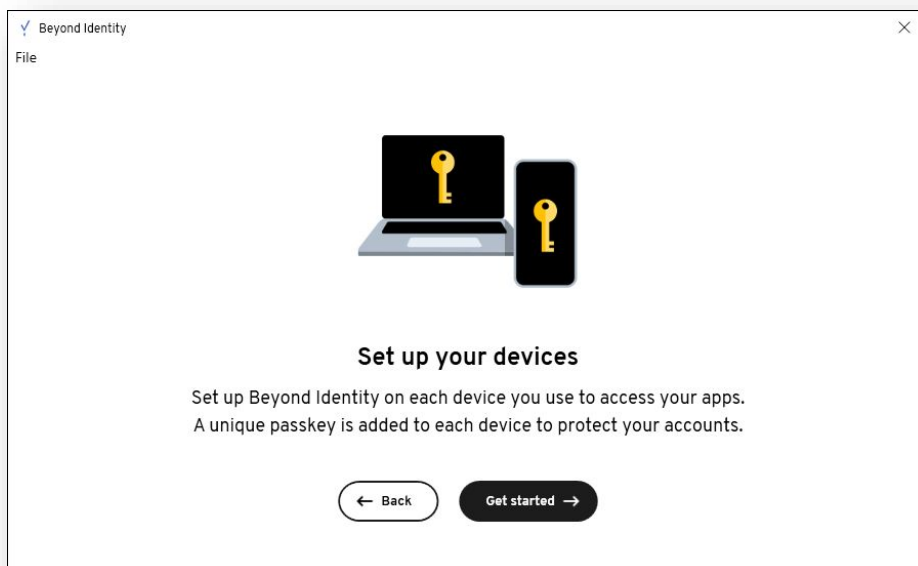 Beyond Identity
File
Set up your devices
Set up Beyond Identity on each device you use to access your apps.
A unique passkey is added to each device to protect your accounts.
← Back
Get started →